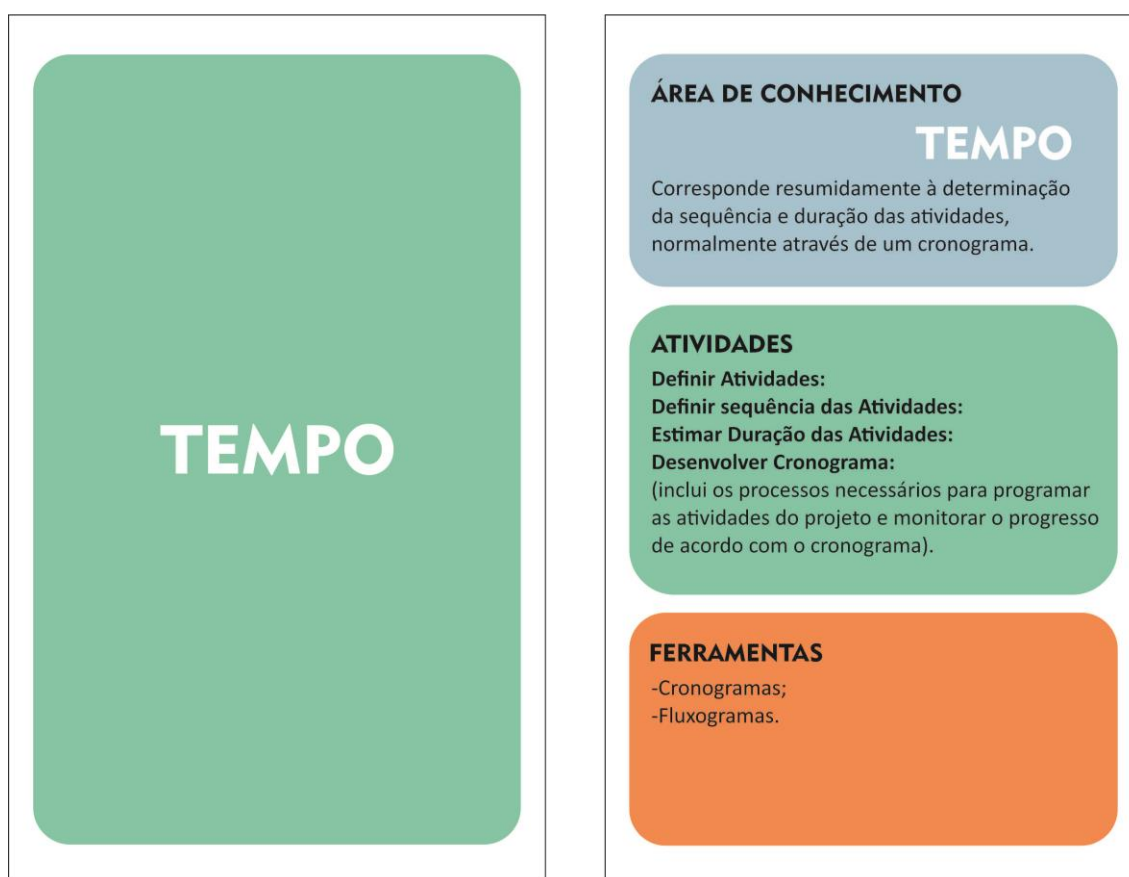 TEMPO
ÁREA DE CONHECIMENTO
TEMPO
Corresponde resumidamente à determinação
da sequência e duração das atividades,
normalmente através de um cronograma.
ATIVIDADES
Definir Atividades:
Definir sequência das Atividades:
Estimar Duração das Atividades:
Desenvolver Cronograma:
(inclui os processos necessários para programar
as atividades do projeto e monitorar o progresso
de acordo com o cronograma).
FERRAMENTAS
-Cronogramas;
-Fluxogramas.